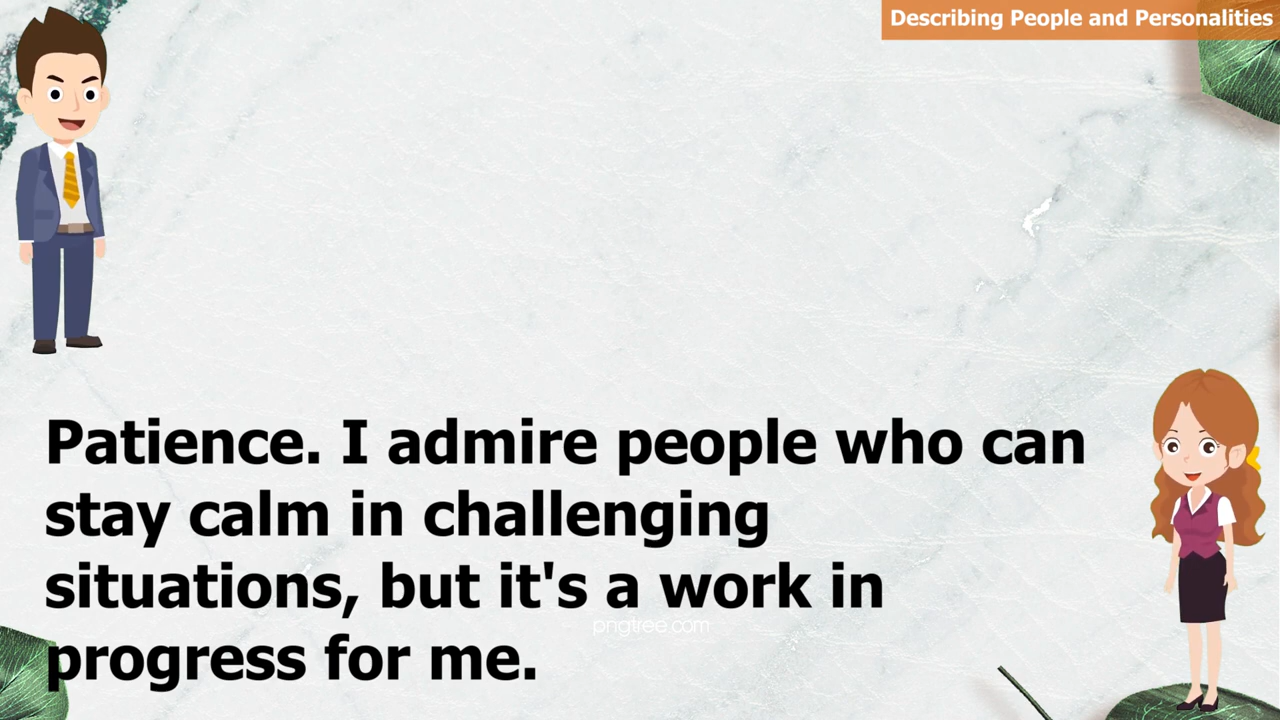 Describing People and Personalities
Patience. I admire people who can
stay calm in challenging
situations, but it's a work in
progress for me.
pngtree.com